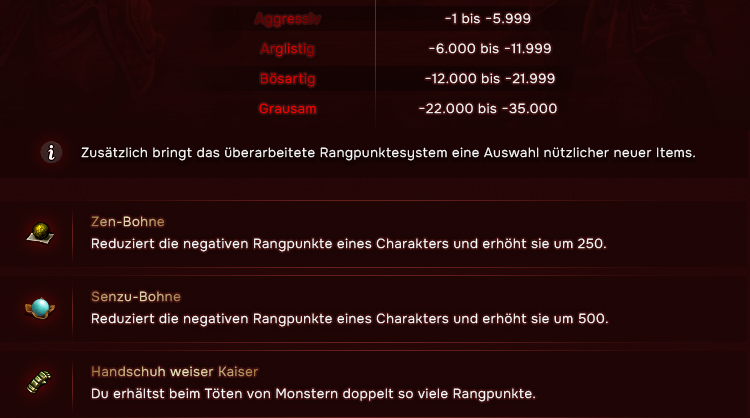 Aggressiv -1 bis -5.999
Arglistig -6.000 bis -11.999
Bösartig -12.000 bis -21.999
Grausam -22.000 bis -35.000
Zusätzlich bringt das überarbeitete Rangpunktesystem eine Auswahl nützlicher neuer Items.
Zen-Bohne
Reduziert die negativen Rangpunkte eines Charakters und erhöht sie um 250.
Senzu-Bohne
Reduziert die negativen Rangpunkte eines Charakters und erhöht sie um 500.
Handschuh weiser Kaiser
Du erhältst beim Töten von Monstern doppelt so viele Rangpunkte.